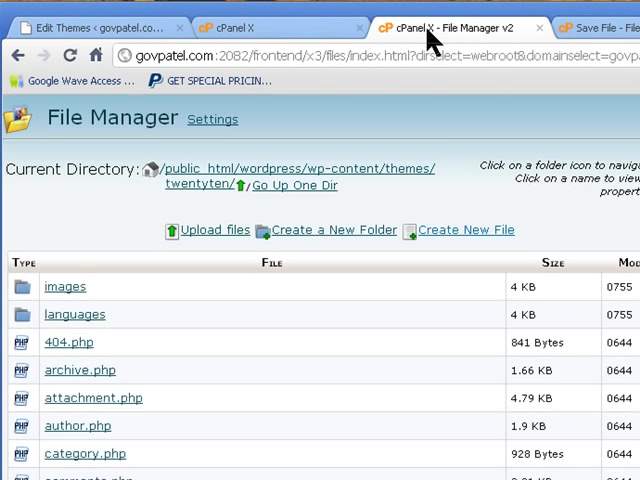 Edit Themes ‹ govpatel.co... × cPanel X × cPanel X - File Manager v2 × Save File - File
govpatel.com:2082/frontend/x3/files/index.html?dirselect=webroot&domainselect=govp
Google Wave Access ... GET SPECIAL PRICIN...
File Manager Settings
Current Directory: /public_html/wordpress/wp-content/themes/
twentyten/ / Go Up One Dir
Click on a folder icon to navig
Click on a name to view
propert
Upload files Create a New Folder Create New File
TYPE FILE SIZE MOD
images 4 KB 0755
languages 4 KB 0755
404.php 841 Bytes 0644
archive.php 1.66 KB 0644
attachment.php 4.79 KB 0644
author.php 1.9 KB 0644
category.php 928 Bytes 0644